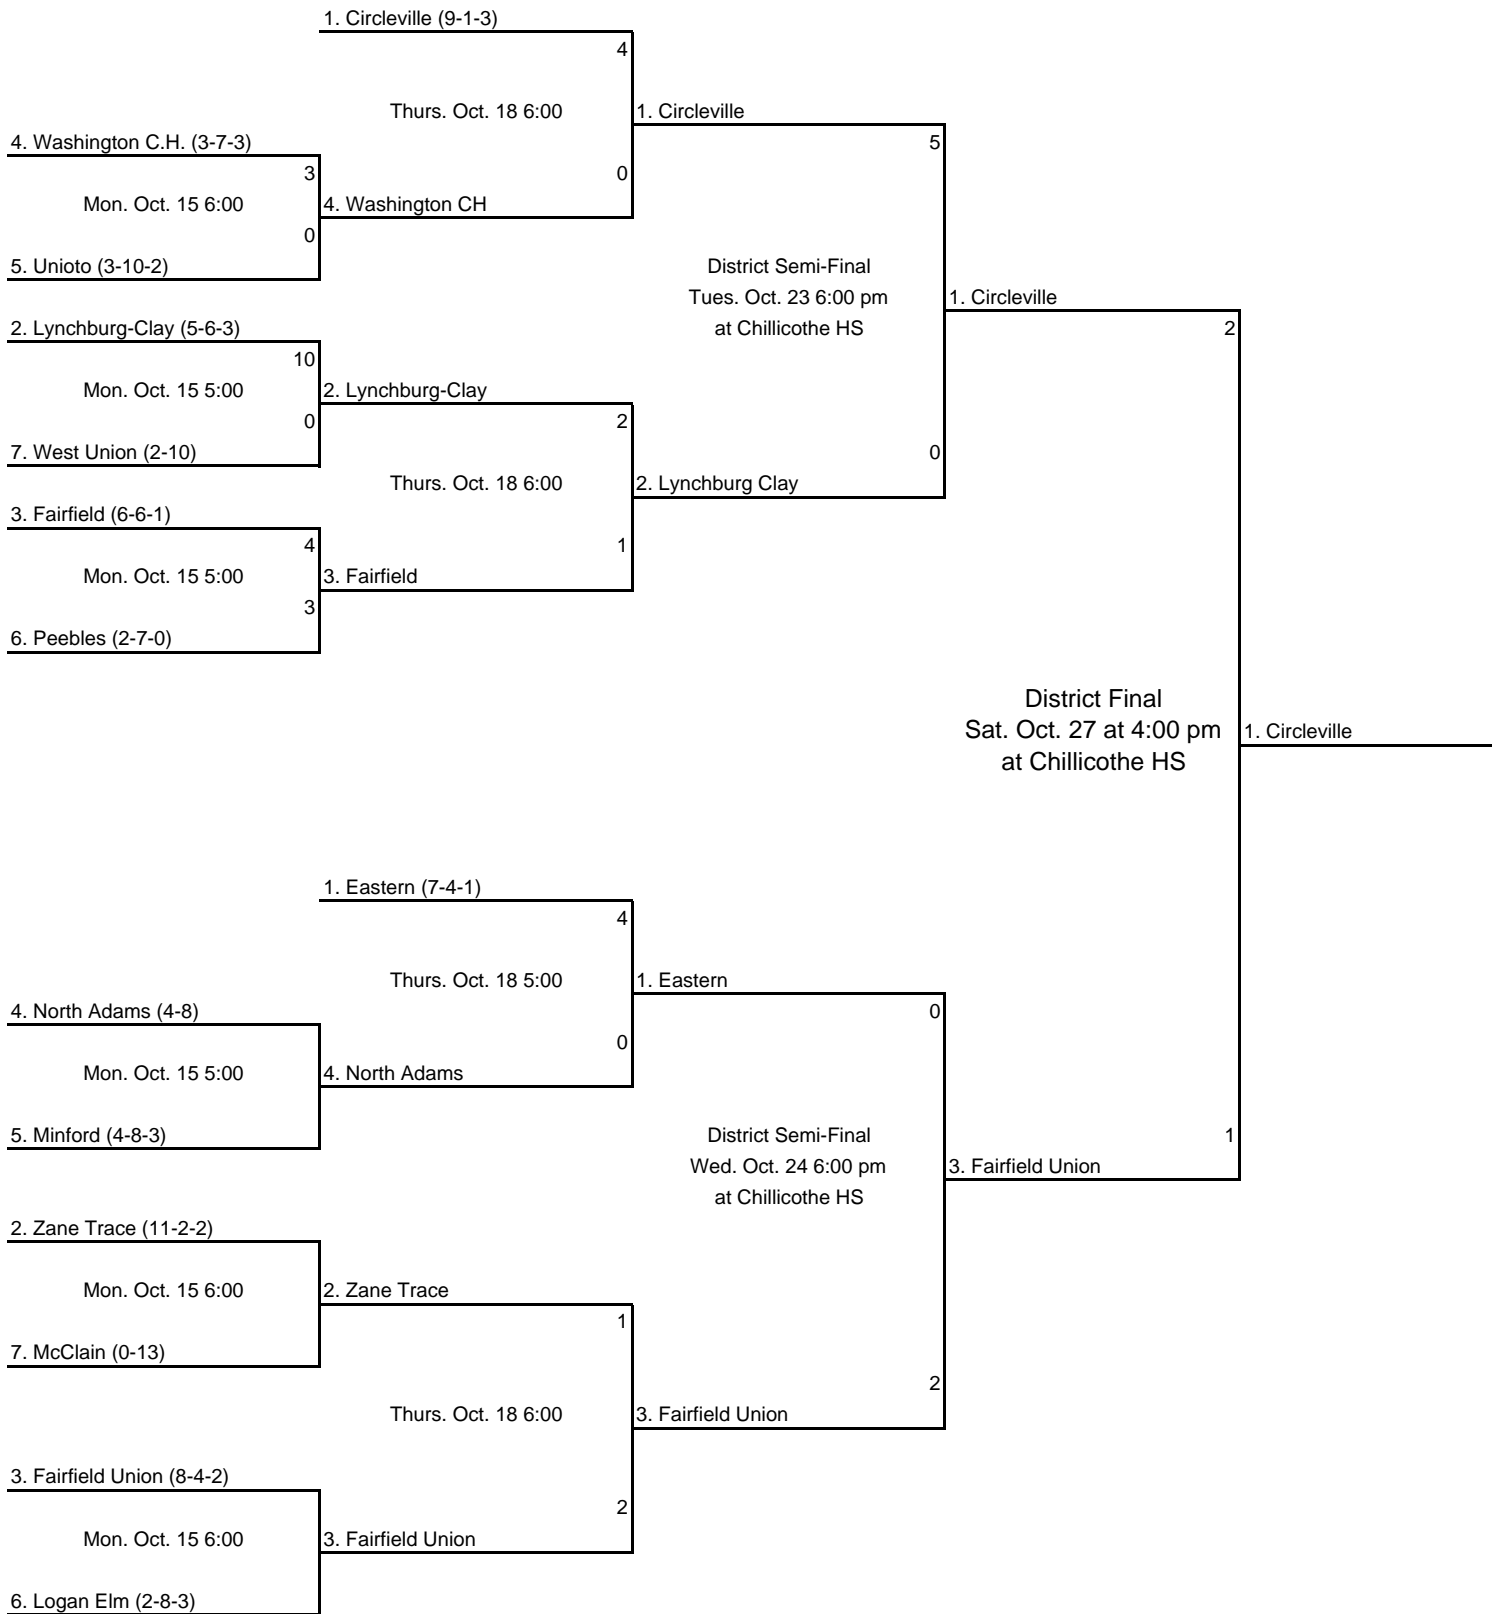 1. Circleville (9-1-3)
4
Thurs. Oct. 18 6:00
1. Circleville
4. Washington C.H. (3-7-3)
5
3
0
Mon. Oct. 15 6:00
4. Washington CH
0
5. Unioto (3-10-2)
District Semi-Final
Tues. Oct. 23 6:00 pm
at Chillicothe HS
1. Circleville
2
2. Lynchburg-Clay (5-6-3)
10
Mon. Oct. 15 5:00
2. Lynchburg-Clay
0
2
7. West Union (2-10)
0
Thurs. Oct. 18 6:00
2. Lynchburg Clay
3. Fairfield (6-6-1)
4
1
Mon. Oct. 15 5:00
3. Fairfield
3
6. Peebles (2-7-0)
District Final
Sat. Oct. 27 at 4:00 pm
at Chillicothe HS
1. Circleville
1. Eastern (7-4-1)
4
Thurs. Oct. 18 5:00
1. Eastern
4. North Adams (4-8)
0
0
Mon. Oct. 15 5:00
4. North Adams
5. Minford (4-8-3)
District Semi-Final
Wed. Oct. 24 6:00 pm
at Chillicothe HS
1
3. Fairfield Union
2. Zane Trace (11-2-2)
Mon. Oct. 15 6:00
2. Zane Trace
1
7. McClain (0-13)
2
Thurs. Oct. 18 6:00
3. Fairfield Union
3. Fairfield Union (8-4-2)
2
Mon. Oct. 15 6:00
3. Fairfield Union
6. Logan Elm (2-8-3)